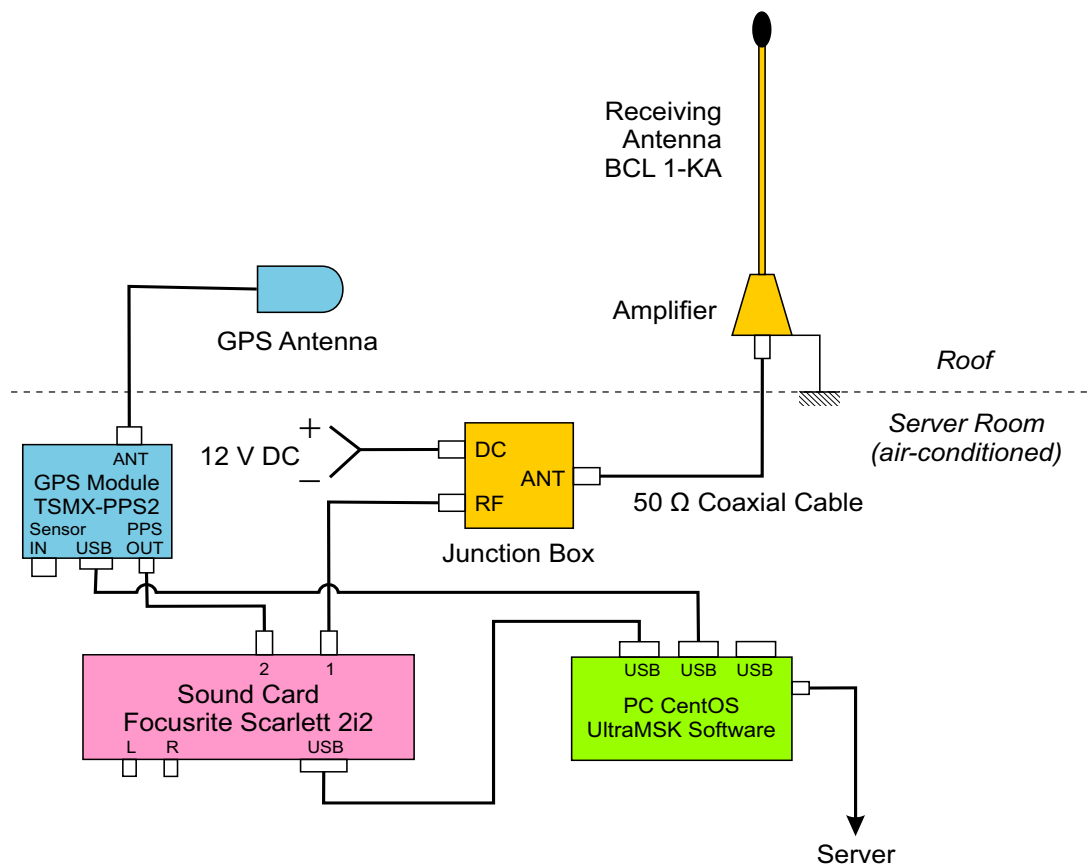 Receiving
Antenna
BCL 1-KA
Amplifier
GPS Antenna
Roof
Server Room
(air-conditioned)
ANT
GPS Module
TSMX-PPS2
Sensor PPS
IN USB OUT
+
12 V DC
−
DC
ANT
RF
Junction Box
50 Ω Coaxial Cable
2 1
Sound Card
Focusrite Scarlett 2i2
L R USB
USB USB USB
PC CentOS
UltraMSK Software
Server